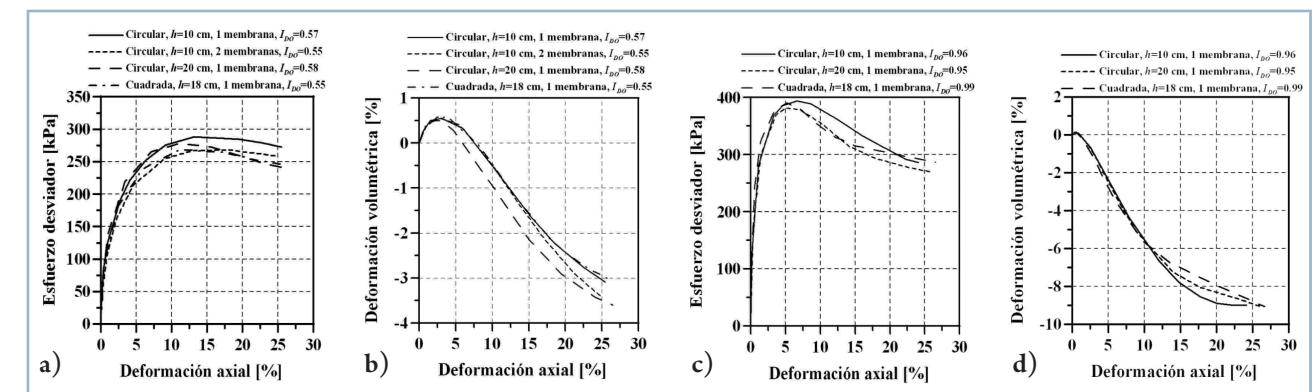 Circular, h=10 cm, 1 membrana, I_DO=0.57
Circular, h=10 cm, 2 membranas, I_DO=0.55
Circular, h=20 cm, 1 membrana, I_DO=0.58
Cuadrada, h=18 cm, 1 membrana, I_DO=0.55
Esfuerzo desviador [kPa]
350
300
250
200
150
100
50
0
0 5 10 15 20 25 30
a) Deformación axial [%]
Circular, h=10 cm, 1 membrana, I_DO=0.57
Circular, h=10 cm, 2 membranas, I_DO=0.55
Circular, h=20 cm, 1 membrana, I_DO=0.58
Cuadrada, h=18 cm, 1 membrana, I_DO=0.55
Deformación volumétrica [%]
1
0
-1
-2
-3
-4
0 5 10 15 20 25 30
b) Deformación axial [%]
Circular, h=10 cm, 1 membrana, I_DO=0.96
Circular, h=20 cm, 1 membrana, I_DO=0.95
Cuadrada, h=18 cm, 1 membrana, I_DO=0.99
Esfuerzo desviador [kPa]
400
300
200
100
0
0 5 10 15 20 25 30
c) Deformación axial [%]
Circular, h=10 cm, 1 membrana, I_DO=0.96
Circular, h=20 cm, 1 membrana, I_DO=0.95
Cuadrada, h=18 cm, 1 membrana, I_DO=0.99
Deformación volumétrica [%]
2
0
-2
-4
-6
-8
-10
0 5 10 15 20 25 30
d) Deformación axial [%]